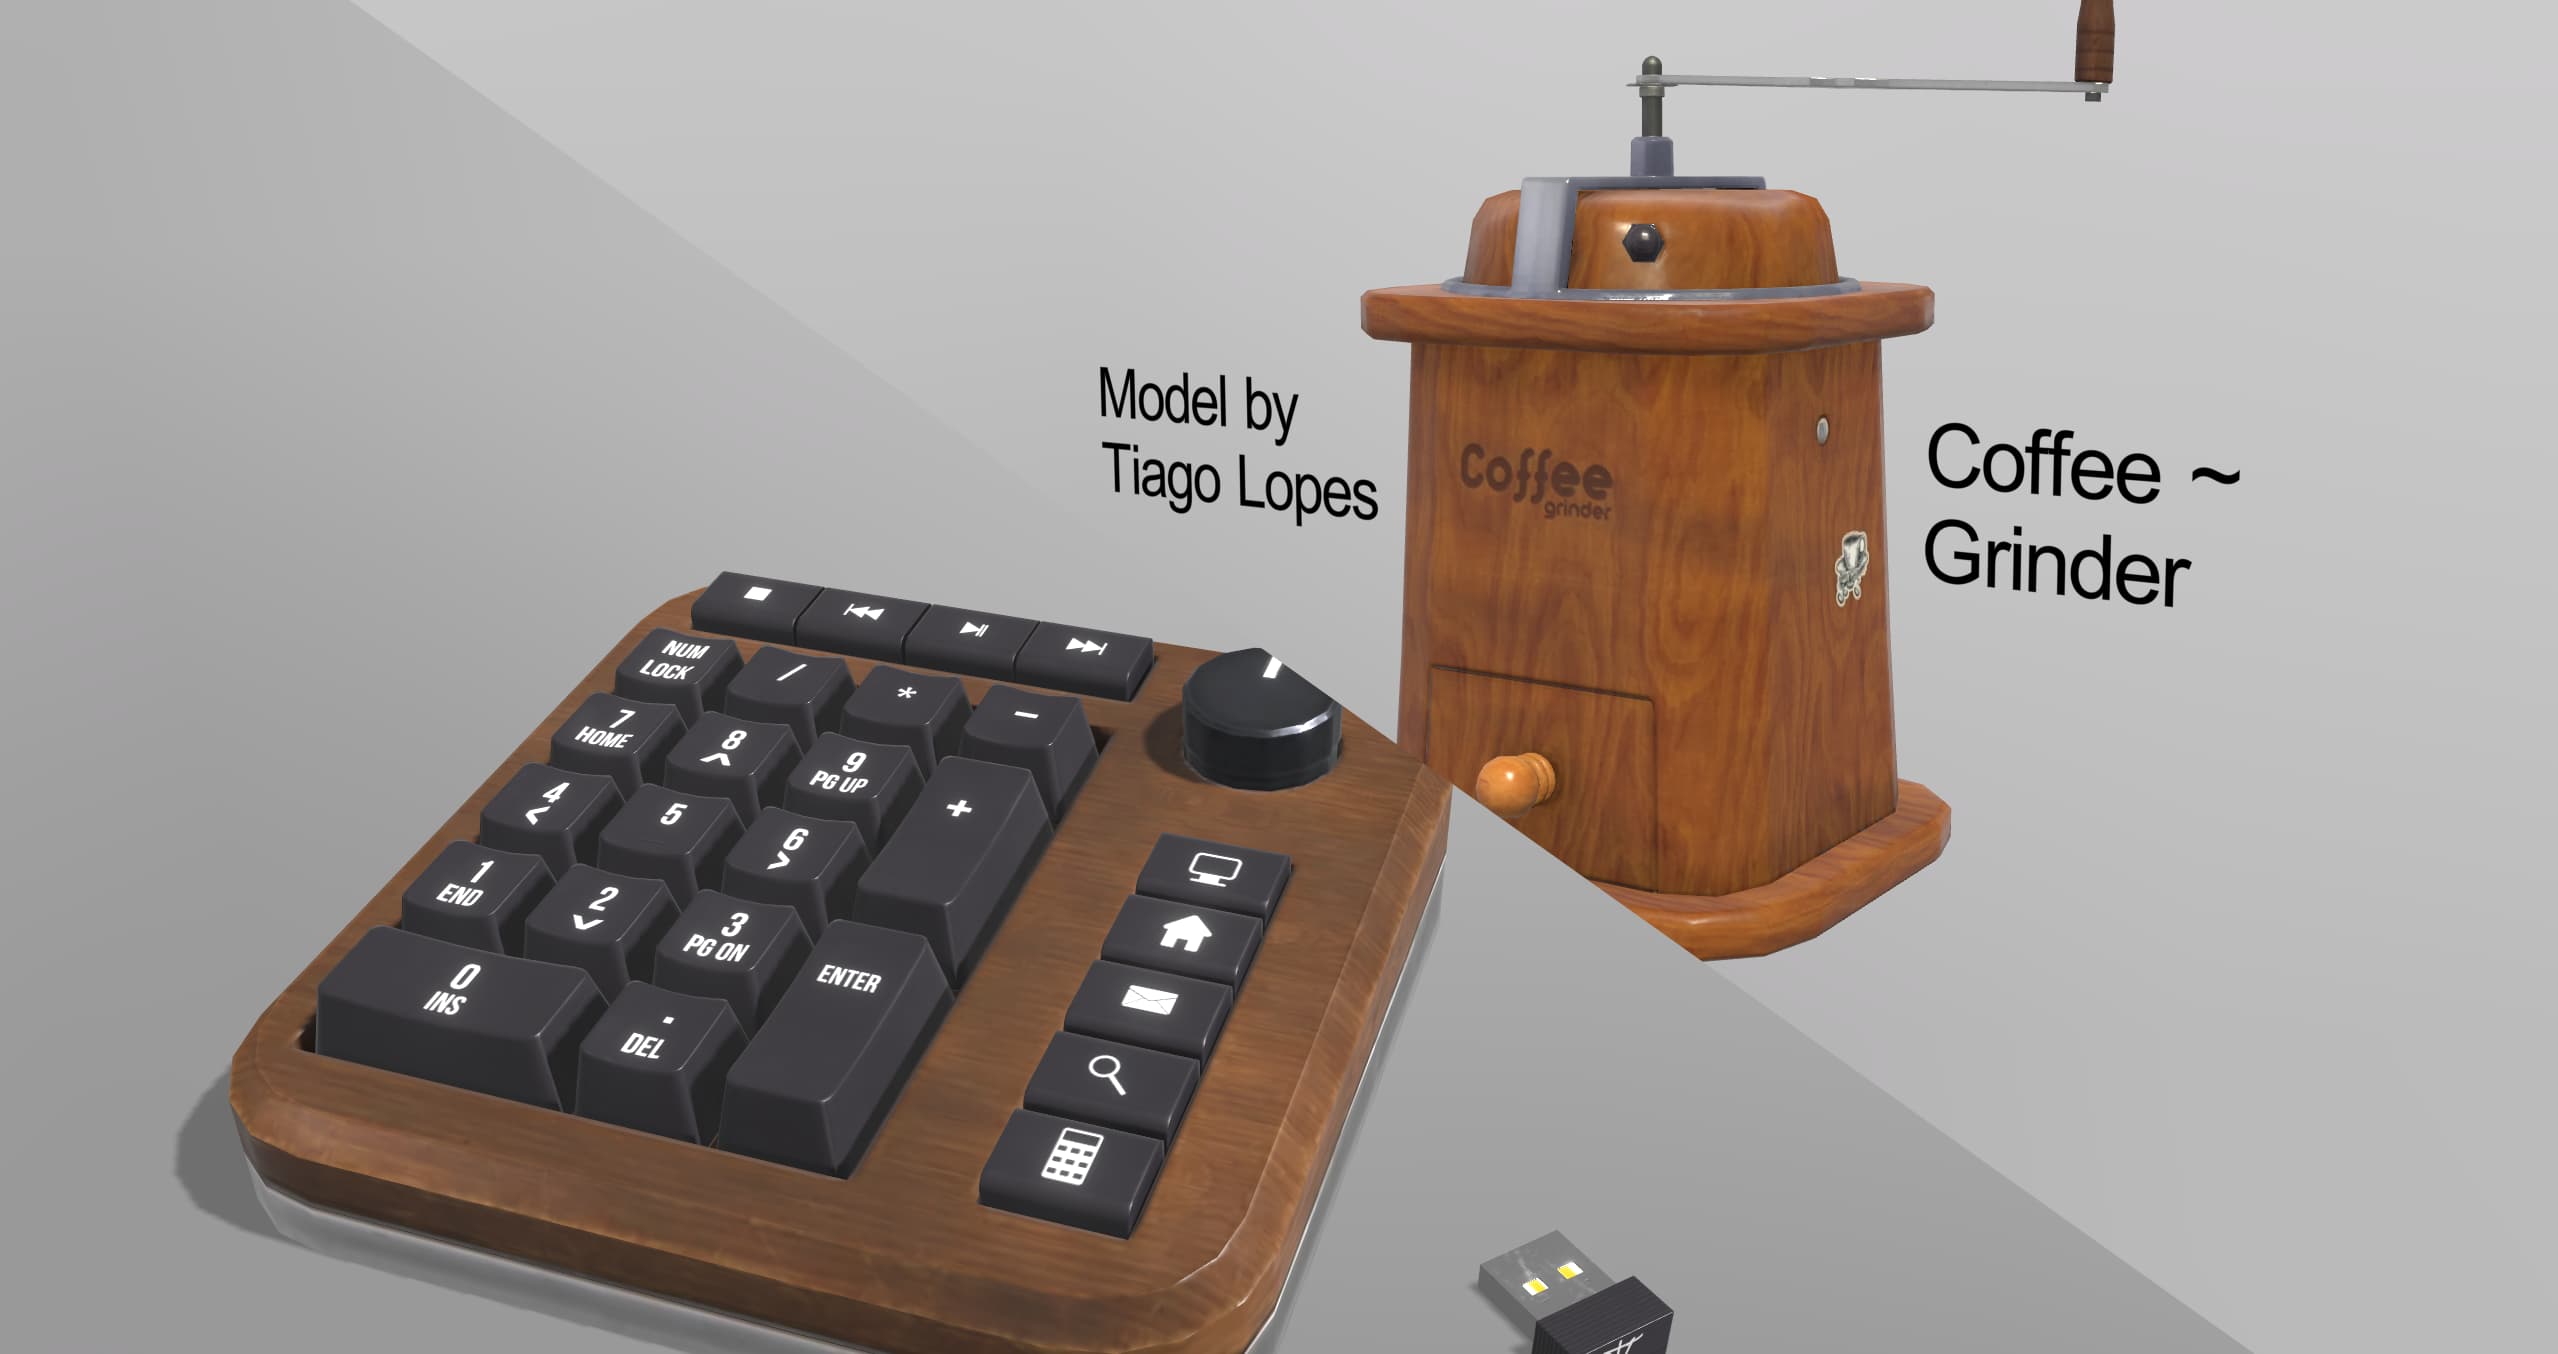 Model by
Tiago Lopes
Coffee
grinder
Coffee ~
Grinder
NUM
LOCK
/
*
-
7
HOME
8
9
PG UP
+
4
<
5
6
>
1
END
2
3
PG ON
ENTER
0
INS
.
DEL